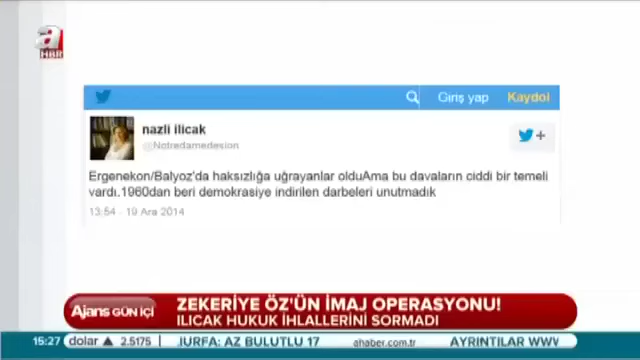 a
HBR
Giriş yap
Kaydol
nazli ilicak
@Notredamedesion
Ergenekon/Balyoz'da haksızlığa uğrayanlar olduAma bu davaların ciddi bir temeli
vardı.1960dan beri demokrasiye indirilen darbeleri unutmadık
13:54 - 19 Ara 2014
Ajans GÜN İÇİ
ZEKERİYE ÖZ'ÜN İMAJ OPERASYONU!
ILICAK HUKUK İHLALLERİNİ SORMADI
15:27 dolar ▲ 2.5175 URFA: AZ BULUTLU 17 ahaber.com.tr AYRINTILAR WWW